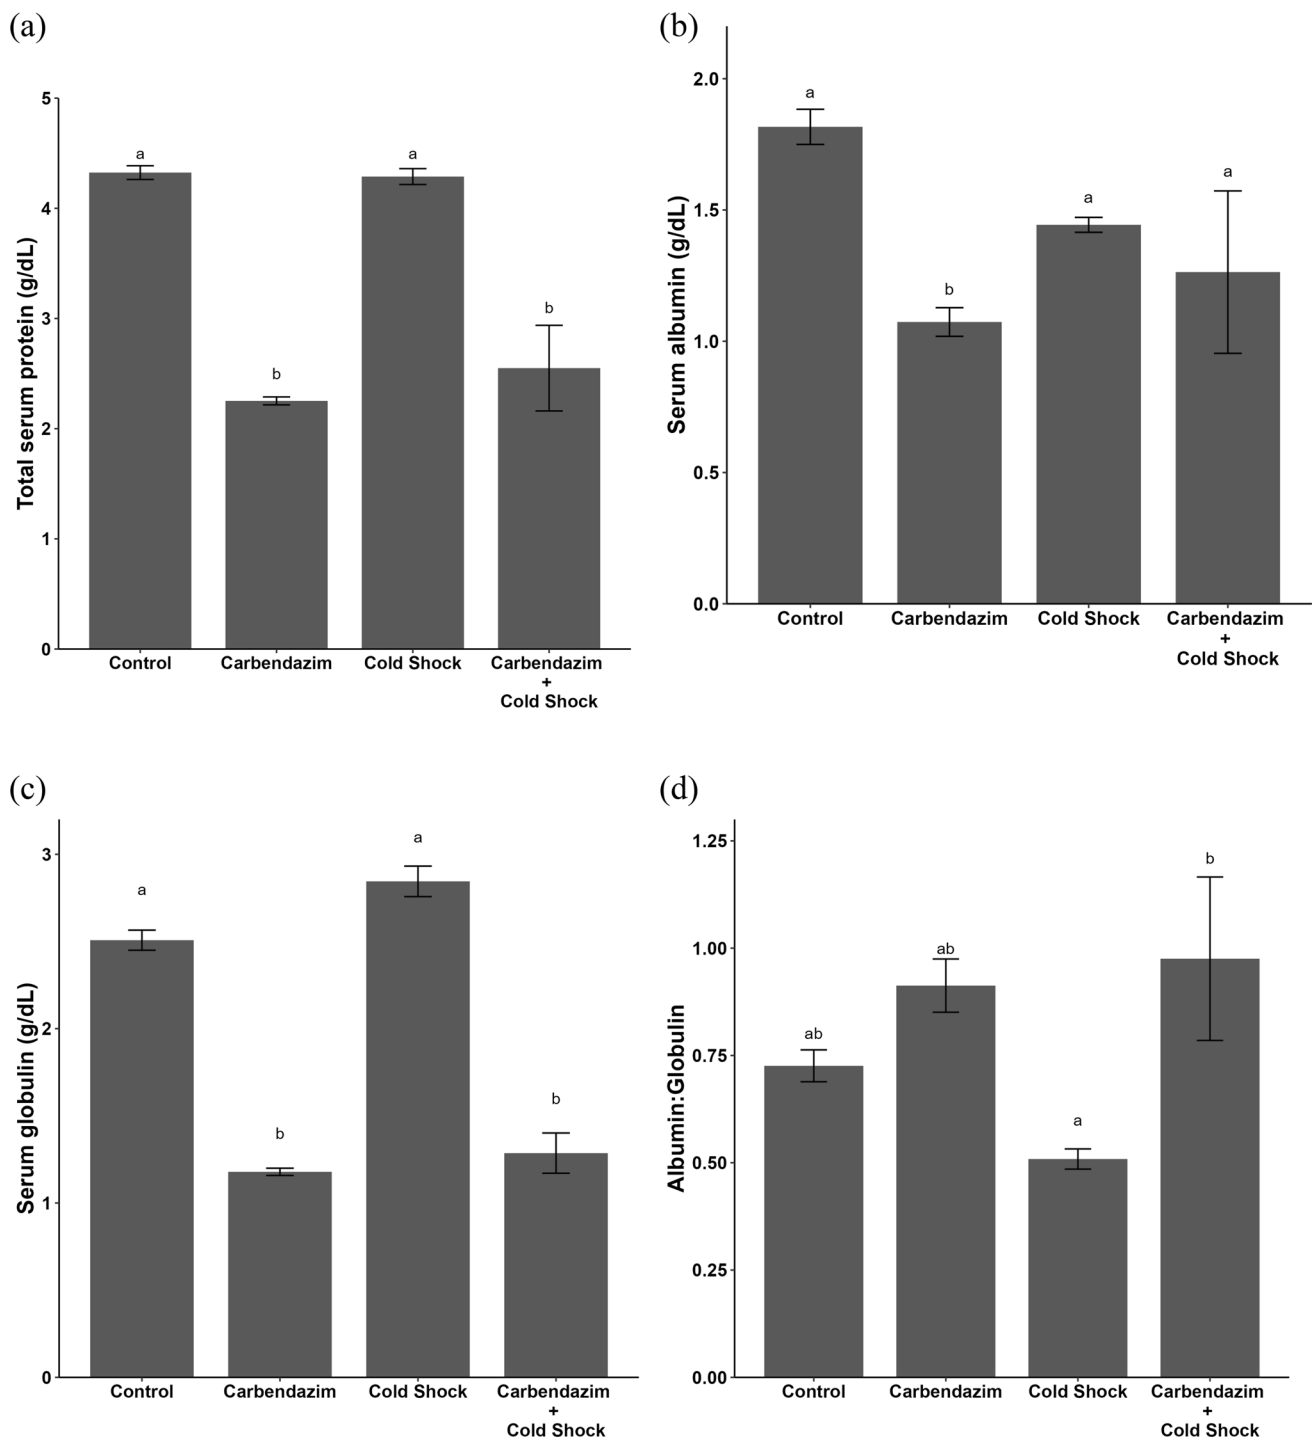 (a)
Total serum protein (g/dL)
5
4
3
2
1
0
a
b
a
b
Control
Carbendazim
Cold Shock
Carbendazim
+
Cold Shock
(b)
Serum albumin (g/dL)
2.0
1.5
1.0
0.5
0.0
a
b
a
a
Control
Carbendazim
Cold Shock
Carbendazim
+
Cold Shock
(c)
Serum globulin (g/dL)
3
2
1
0
a
b
a
b
Control
Carbendazim
Cold Shock
Carbendazim
+
Cold Shock
(d)
Albumin:Globulin
1.25
1.00
0.75
0.50
0.25
0.00
ab
ab
a
b
Control
Carbendazim
Cold Shock
Carbendazim
+
Cold Shock